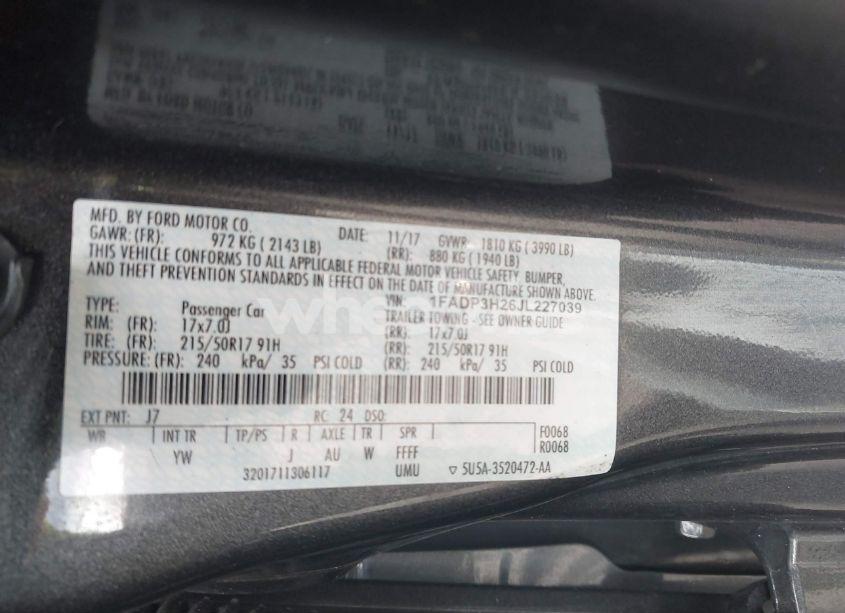 MFD. BY FORD MOTOR CO.
DATE: 11/17 GVWR: 1810 KG ( 3990 LB)
GAWR: (FR): 972 KG ( 2143 LB) (RR): 880 KG ( 1940 LB)
THIS VEHICLE CONFORMS TO ALL APPLICABLE FEDERAL MOTOR VEHICLE SAFETY, BUMPER,
AND THEFT PREVENTION STANDARDS IN EFFECT ON THE DATE OF MANUFACTURE SHOWN ABOVE.
VIN: 1FADP3H26JL227039
TYPE: Passenger Car TRAILER TOWING - SEE OWNER GUIDE
RIM: (FR): 17x7.0J (RR): 17x7.0J
TIRE: (FR): 215/50R17 91H (RR): 215/50R17 91H
PRESSURE: (FR): 240 kPa/ 35 PSI COLD (RR): 240 kPa/ 35 PSI COLD
EXT PNT: J7 RC: 24 DSO: F0068
WB INT TR TP/PS R AXLE TR SPR R0068
YW J AU W FFFF
3201711306117 UMU ▽ 5U5A-3520472-AA